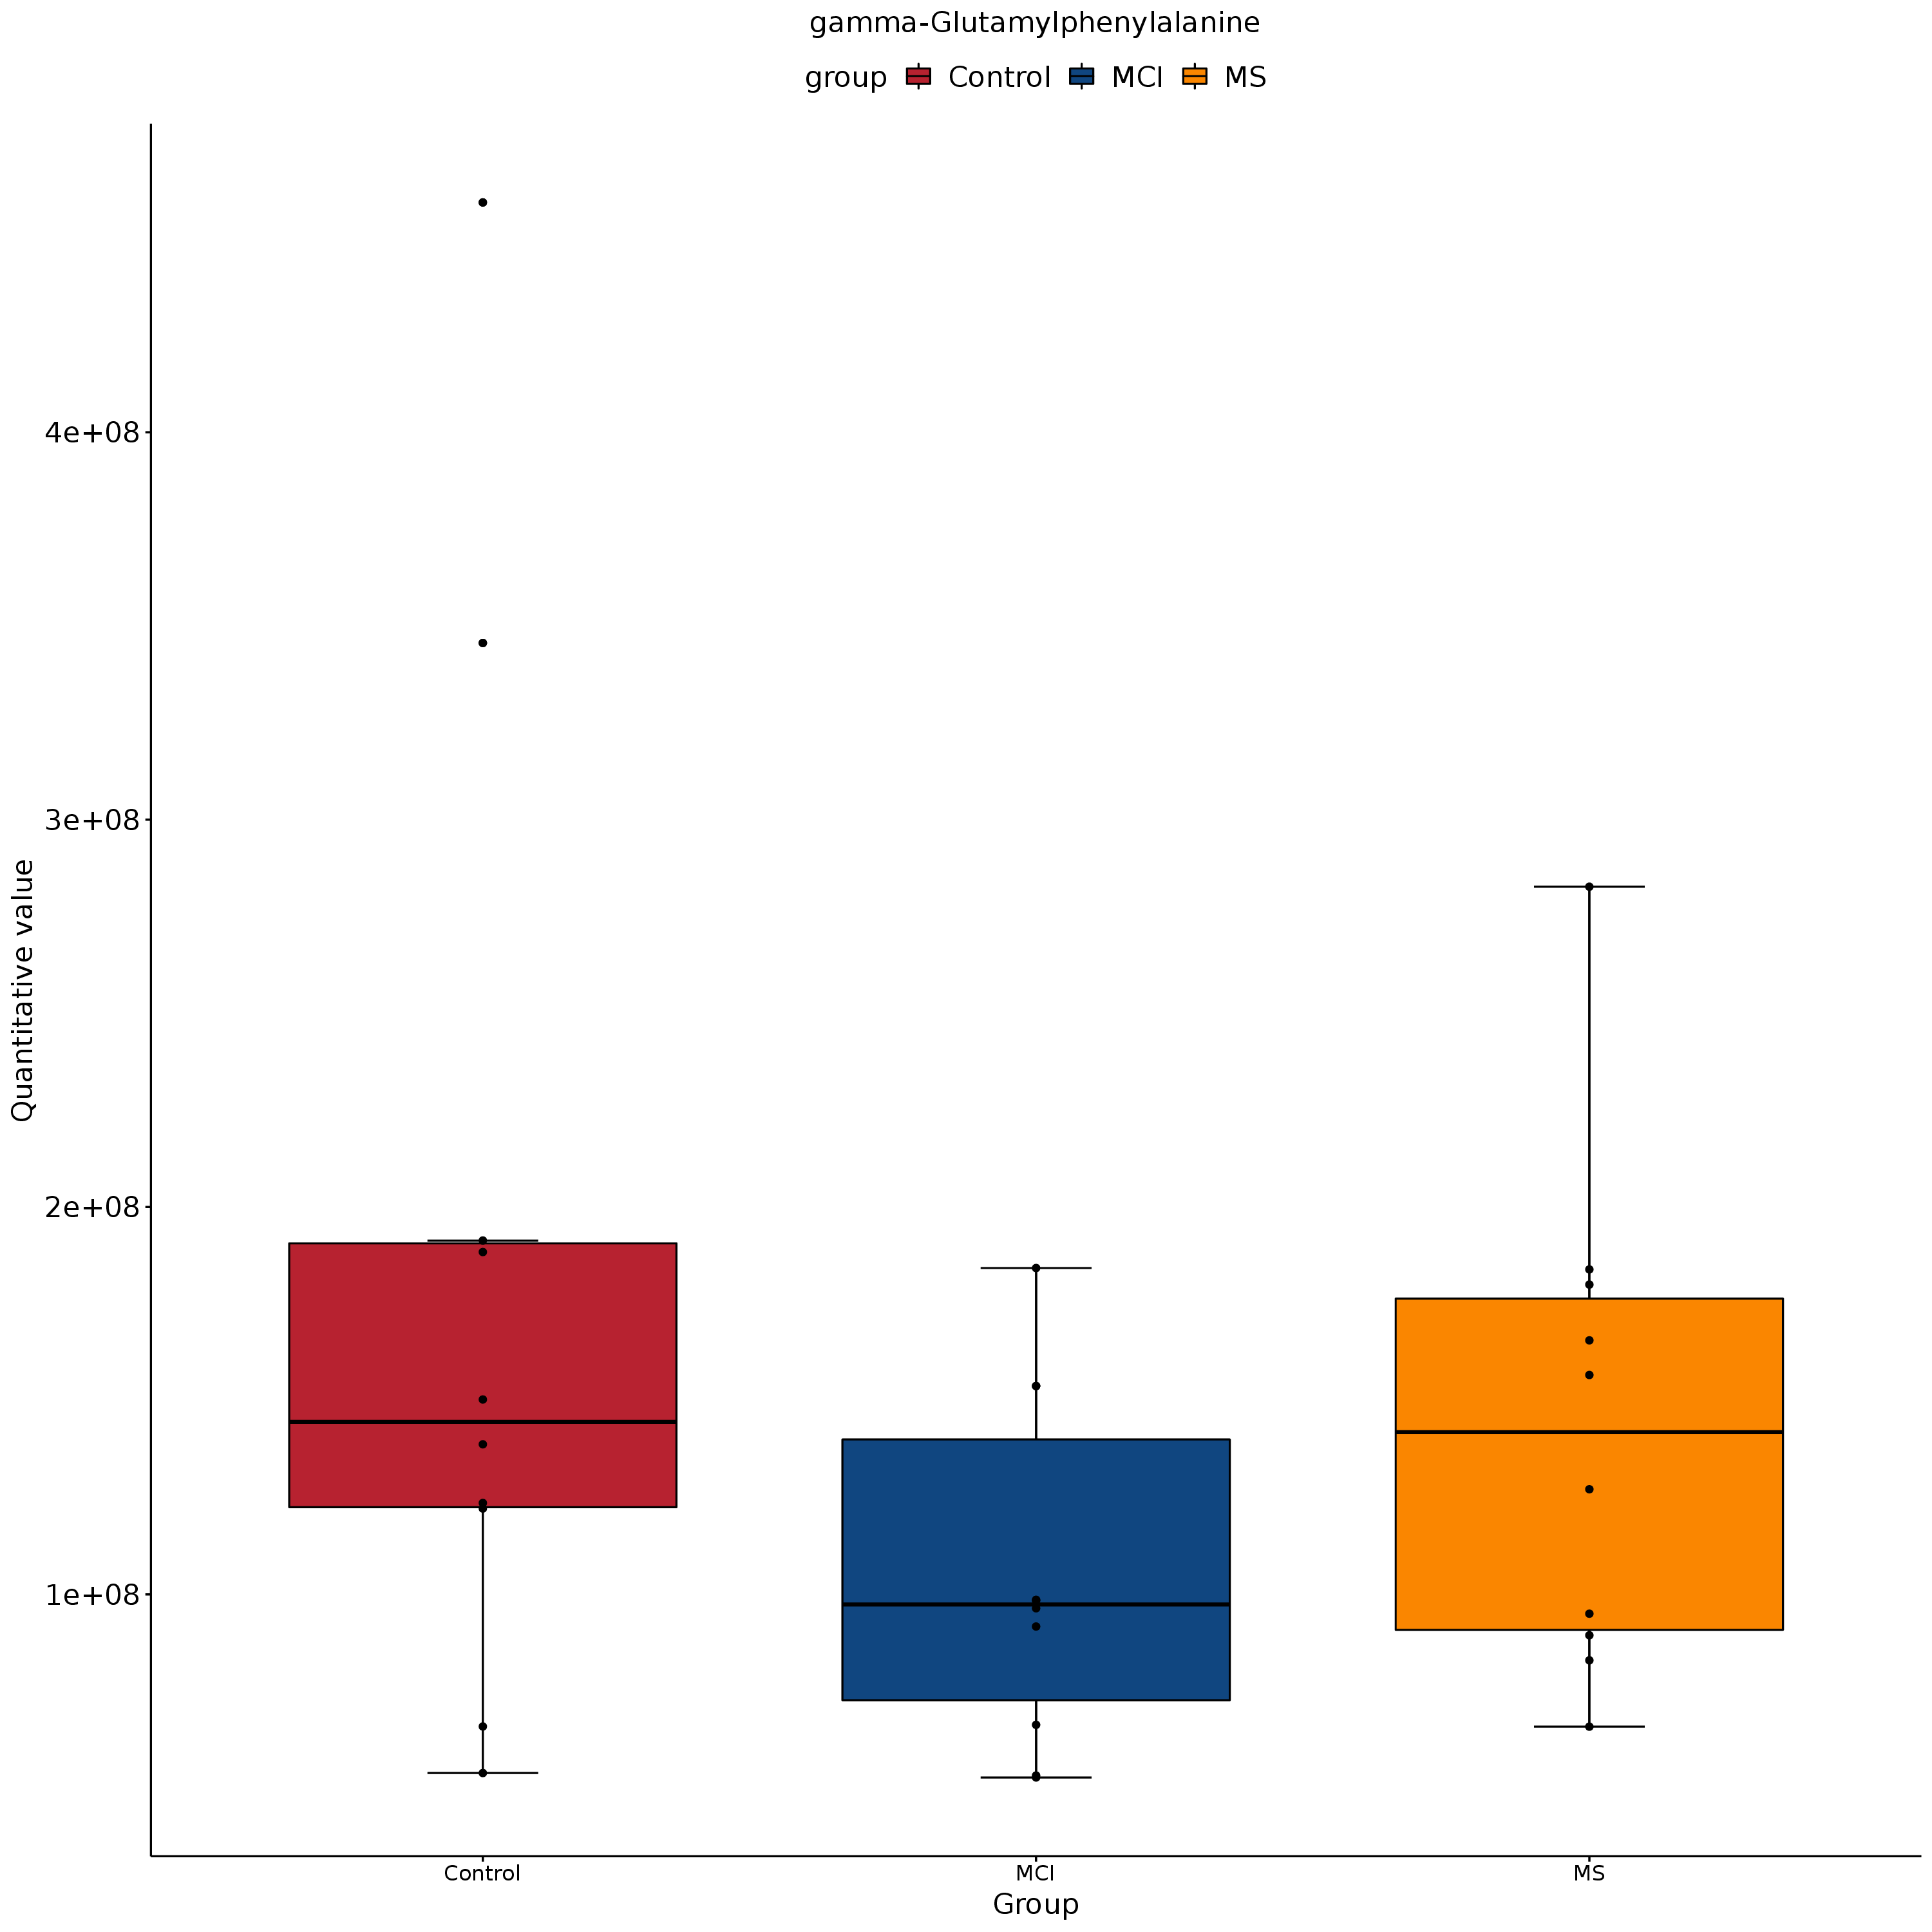 gamma-Glutamylphenylalanine
group Control MCI MS
Quantitative value
4e+08
3e+08
2e+08
1e+08
Control MCI MS
Group